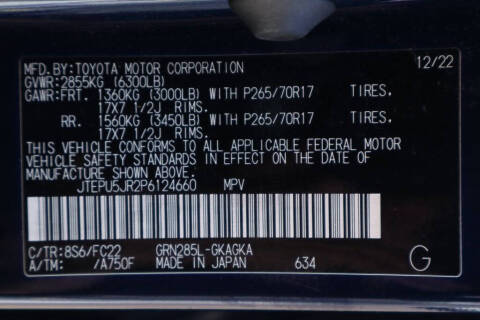 MFD.BY:TOYOTA MOTOR CORPORATION 12/22
GVWR:2855KG (6300LB)
GAWR:FRT. 1360KG (3000LB) WITH P265/70R17 TIRES.
17X7 1/2J RIMS.
RR. 1560KG (3450LB) WITH P265/70R17 TIRES.
17X7 1/2J RIMS.
THIS VEHICLE CONFORMS TO ALL APPLICABLE FEDERAL MOTOR
VEHICLE SAFETY STANDARDS IN EFFECT ON THE DATE OF
MANUFACTURE SHOWN ABOVE.
JTEPU5JR2P6124660 MPV
C/TR:8S6/FC22 GRN285L-GKAGKA
A/TM: /A750F MADE IN JAPAN 634 G